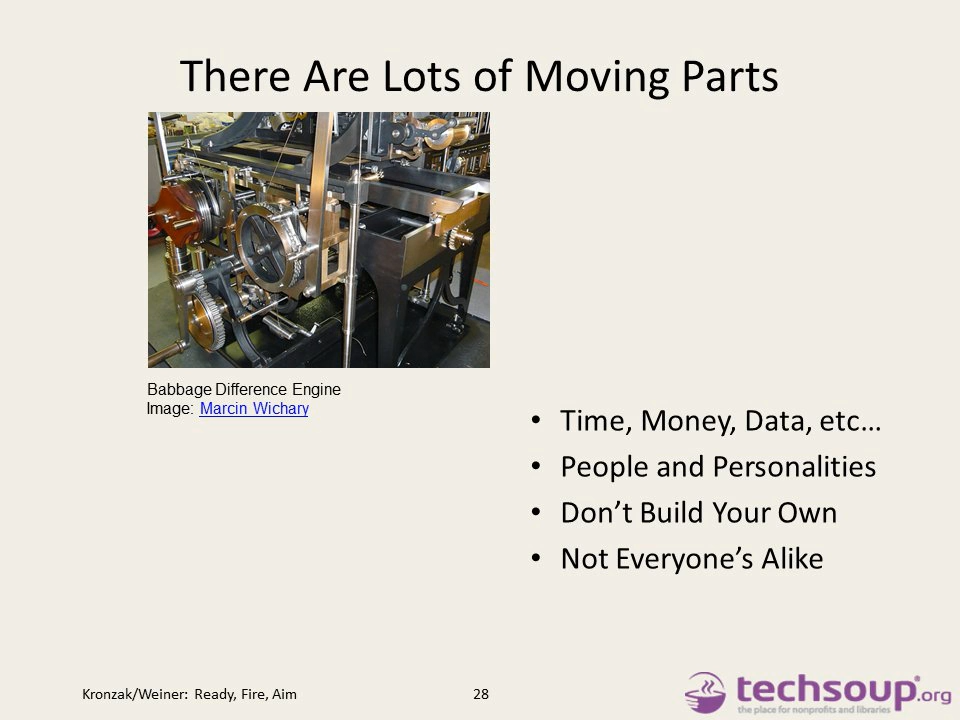 There Are Lots of Moving Parts
Babbage Difference Engine
Image: Marcin Wichary
• Time, Money, Data, etc…
• People and Personalities
• Don’t Build Your Own
• Not Everyone’s Alike
Kronzak/Weiner: Ready, Fire, Aim
28
techsoup®.org
the place for nonprofits and libraries